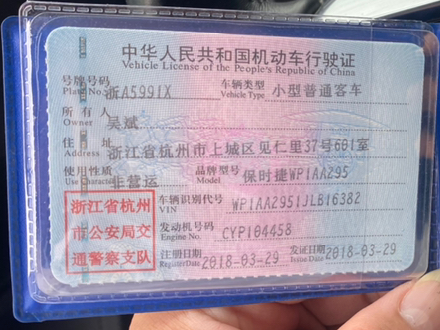 中华人民共和国机动车行驶证
Vehicle License of the People's Republic of China
号牌号码 浙A5991X 车辆类型 小型普通客车
Plate No. Vehicle Type
所有人 吴斌
Owner
住址 浙江省杭州市上城区见仁里37号601室
Address
使用性质 非营运 品牌型号 保时捷WP1AA295
Use Character Model
浙江省杭州
市公安局交
通警察支队
车辆识别代号 WP1AA2951JLB16382
VIN
发动机号码 CYP104458
Engine No.
注册日期 2018-03-29 发证日期 2018-03-29
Register Date Issue Date